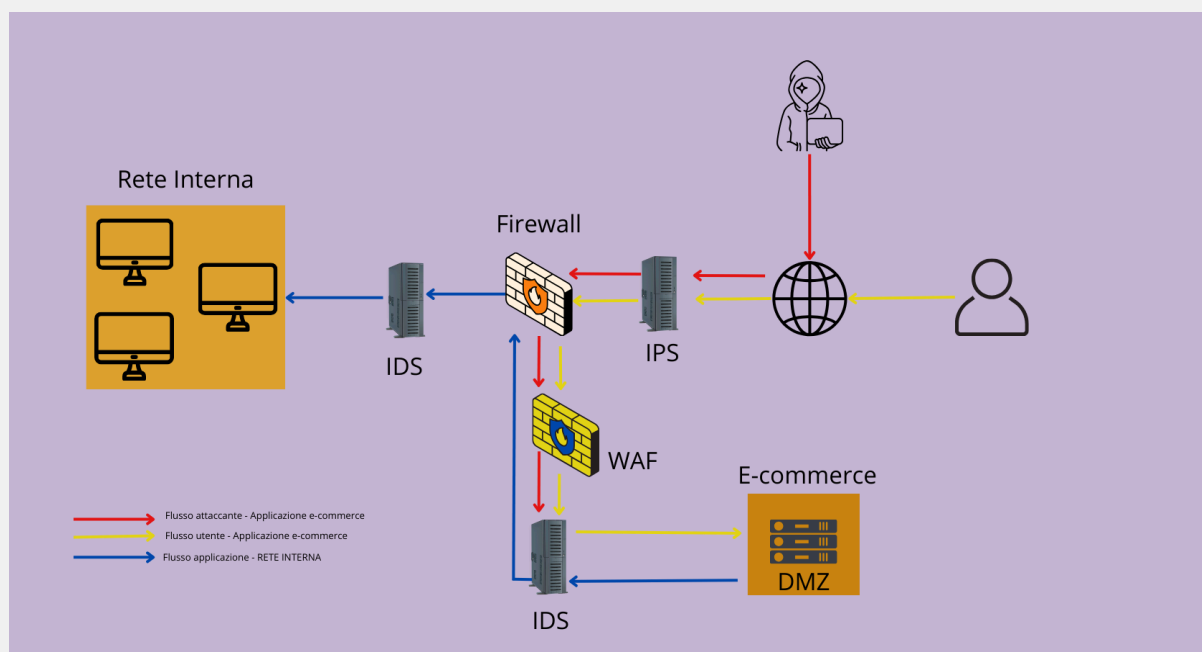 Rete Interna
Firewall
IDS
IPS
WAF
E-commerce
Flusso attaccante - Applicazione e-commerce
Flusso utente - Applicazione e-commerce
Flusso applicazione - RETE INTERNA
DMZ
IDS